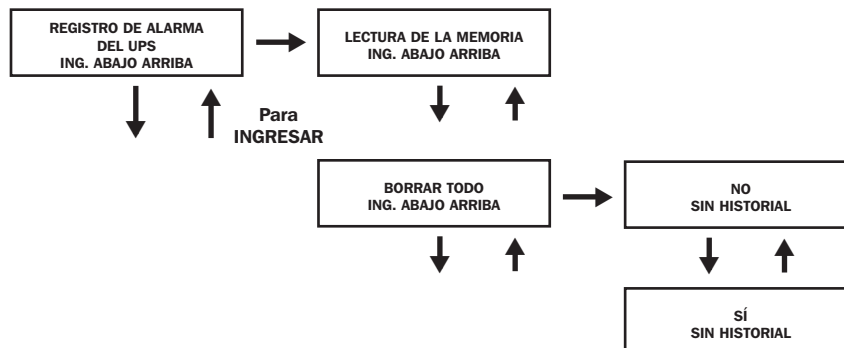 REGISTRO DE ALARMA
DEL UPS
ING. ABAJO ARRIBA
LECTURA DE LA MEMORIA
ING. ABAJO ARRIBA
Para
INGRESAR
BORRAR TODO
ING. ABAJO ARRIBA
NO
SIN HISTORIAL
SÍ
SIN HISTORIAL